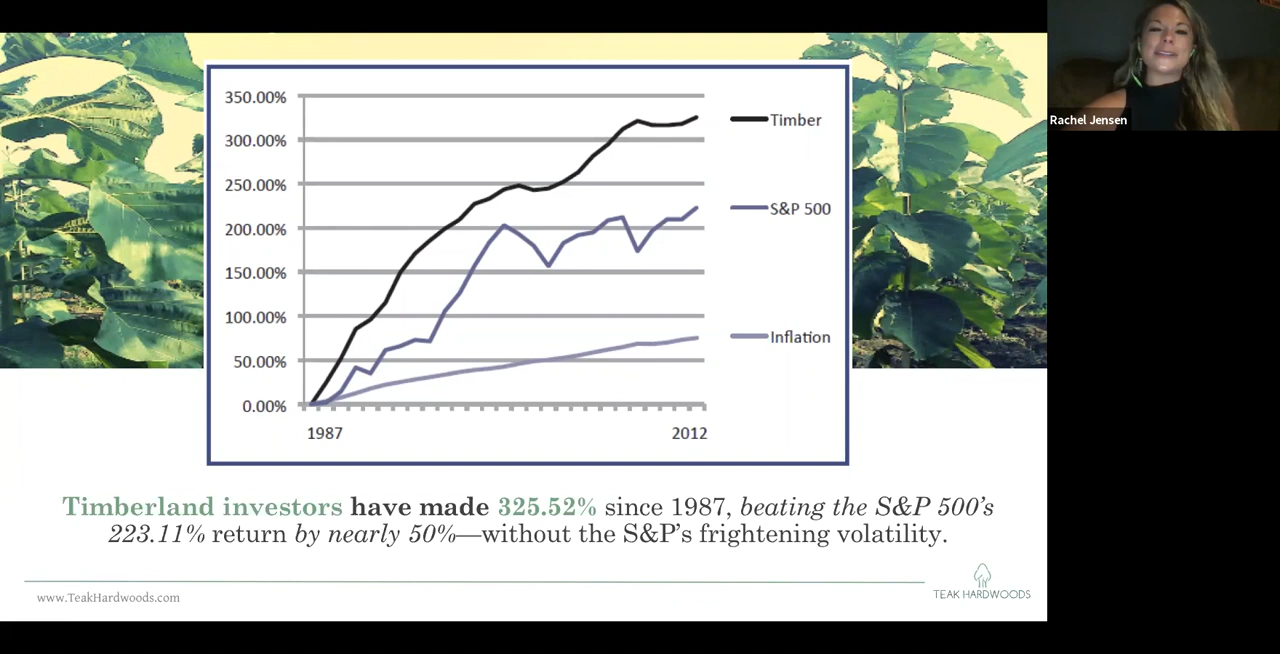 Rachel Jensen
350.00%
300.00%
250.00%
200.00%
150.00%
100.00%
50.00%
0.00%
1987
2012
Timber
S&P 500
Inflation
Timberland investors have made 325.52% since 1987, beating the S&P 500’s
223.11% return by nearly 50%—without the S&P’s frightening volatility.
www.TeakHardwoods.com
TEAK HARDWOODS